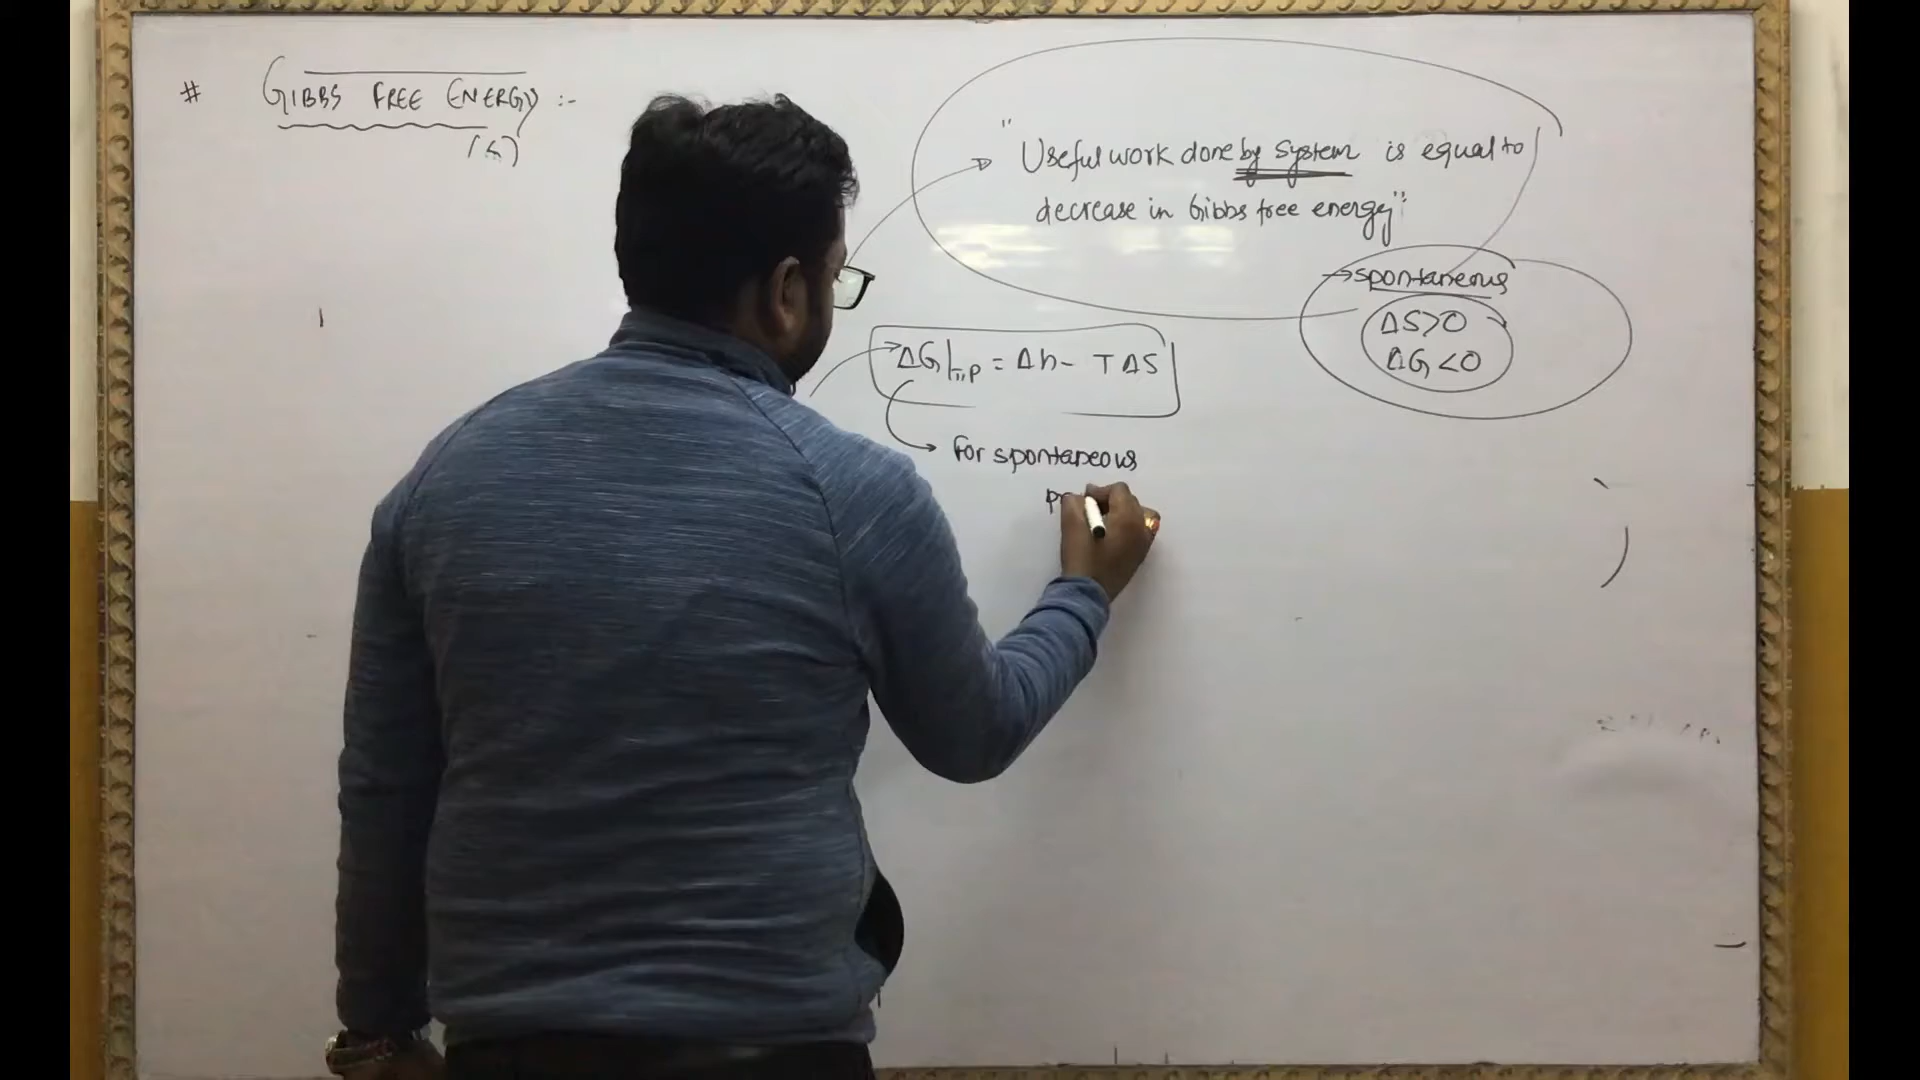 # GIBBS FREE ENERGY :-
(G)
"Useful work done by system is equal to
decrease in Gibbs free energy"
→ spontaneous
ΔS>0
ΔG<0
ΔG|T,P = Δh - TΔS
For spontaneous